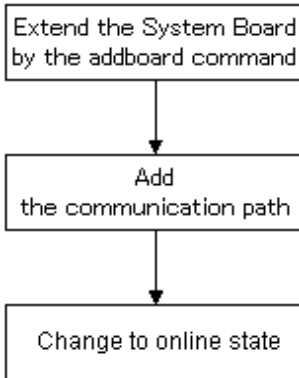 Extend the System Board
by the addboard command
Add
the communication path
Change to online state